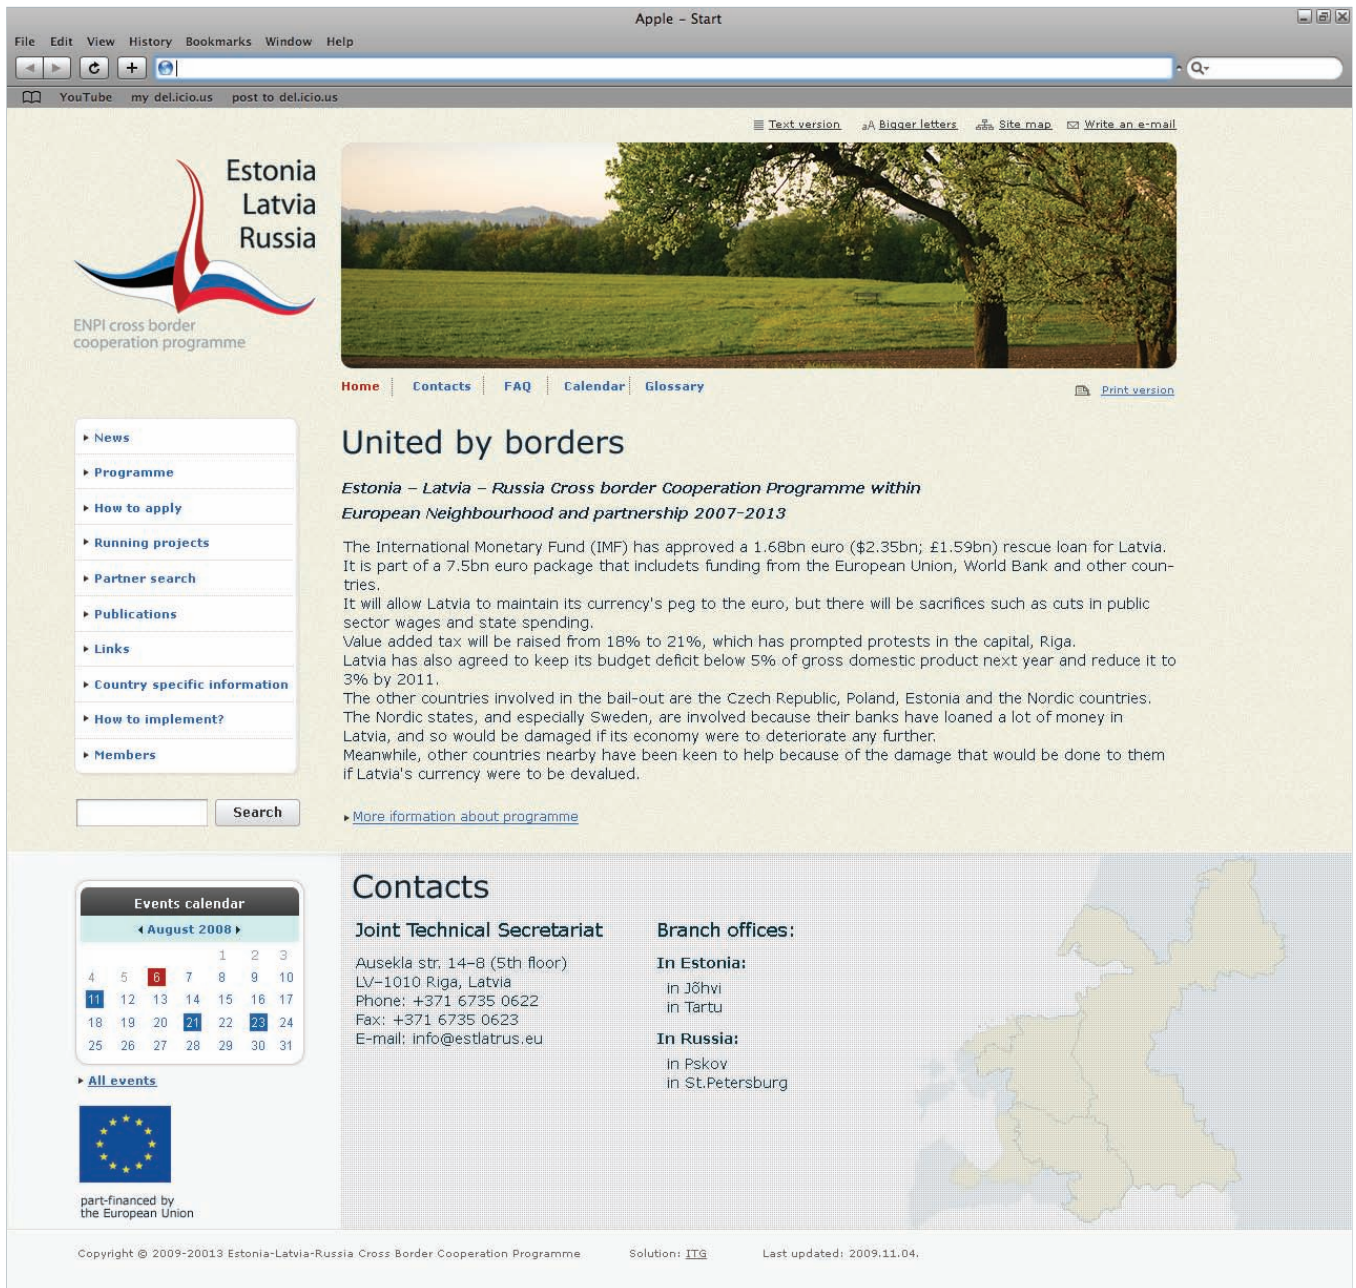 Apple – Start
File Edit View History Bookmarks Window Help
YouTube my del.icio.us post to del.icio.us
Text version aA Bigger letters Site map Write an e-mail
Estonia
Latvia
Russia
ENPI cross border
cooperation programme
Home Contacts FAQ Calendar Glossary
Print version
News
Programme
How to apply
Running projects
Partner search
Publications
Links
Country specific information
How to implement?
Members
Search
United by borders
Estonia – Latvia – Russia Cross border Cooperation Programme within
European Neighbourhood and partnership 2007-2013
The International Monetary Fund (IMF) has approved a 1.68bn euro ($2.35bn; £1.59bn) rescue loan for Latvia.
It is part of a 7.5bn euro package that includets funding from the European Union, World Bank and other coun-
tries.
It will allow Latvia to maintain its currency's peg to the euro, but there will be sacrifices such as cuts in public
sector wages and state spending.
Value added tax will be raised from 18% to 21%, which has prompted protests in the capital, Riga.
Latvia has also agreed to keep its budget deficit below 5% of gross domestic product next year and reduce it to
3% by 2011.
The other countries involved in the bail-out are the Czech Republic, Poland, Estonia and the Nordic countries.
The Nordic states, and especially Sweden, are involved because their banks have loaned a lot of money in
Latvia, and so would be damaged if its economy were to deteriorate any further.
Meanwhile, other countries nearby have been keen to help because of the damage that would be done to them
if Latvia's currency were to be devalued.
More iformation about programme
Events calendar
August 2008
1 2 3
4 5 6 7 8 9 10
11 12 13 14 15 16 17
18 19 20 21 22 23 24
25 26 27 28 29 30 31
All events
part-financed by
the European Union
Contacts
Joint Technical Secretariat
Ausekla str. 14–8 (5th floor)
LV–1010 Riga, Latvia
Phone: +371 6735 0622
Fax: +371 6735 0623
E-mail: info@estlatrus.eu
Branch offices:
In Estonia:
in Jõhvi
in Tartu
In Russia:
in Pskov
in St.Petersburg
Copyright © 2009-20013 Estonia-Latvia-Russia Cross Border Cooperation Programme Solution: ITG Last updated: 2009.11.04.